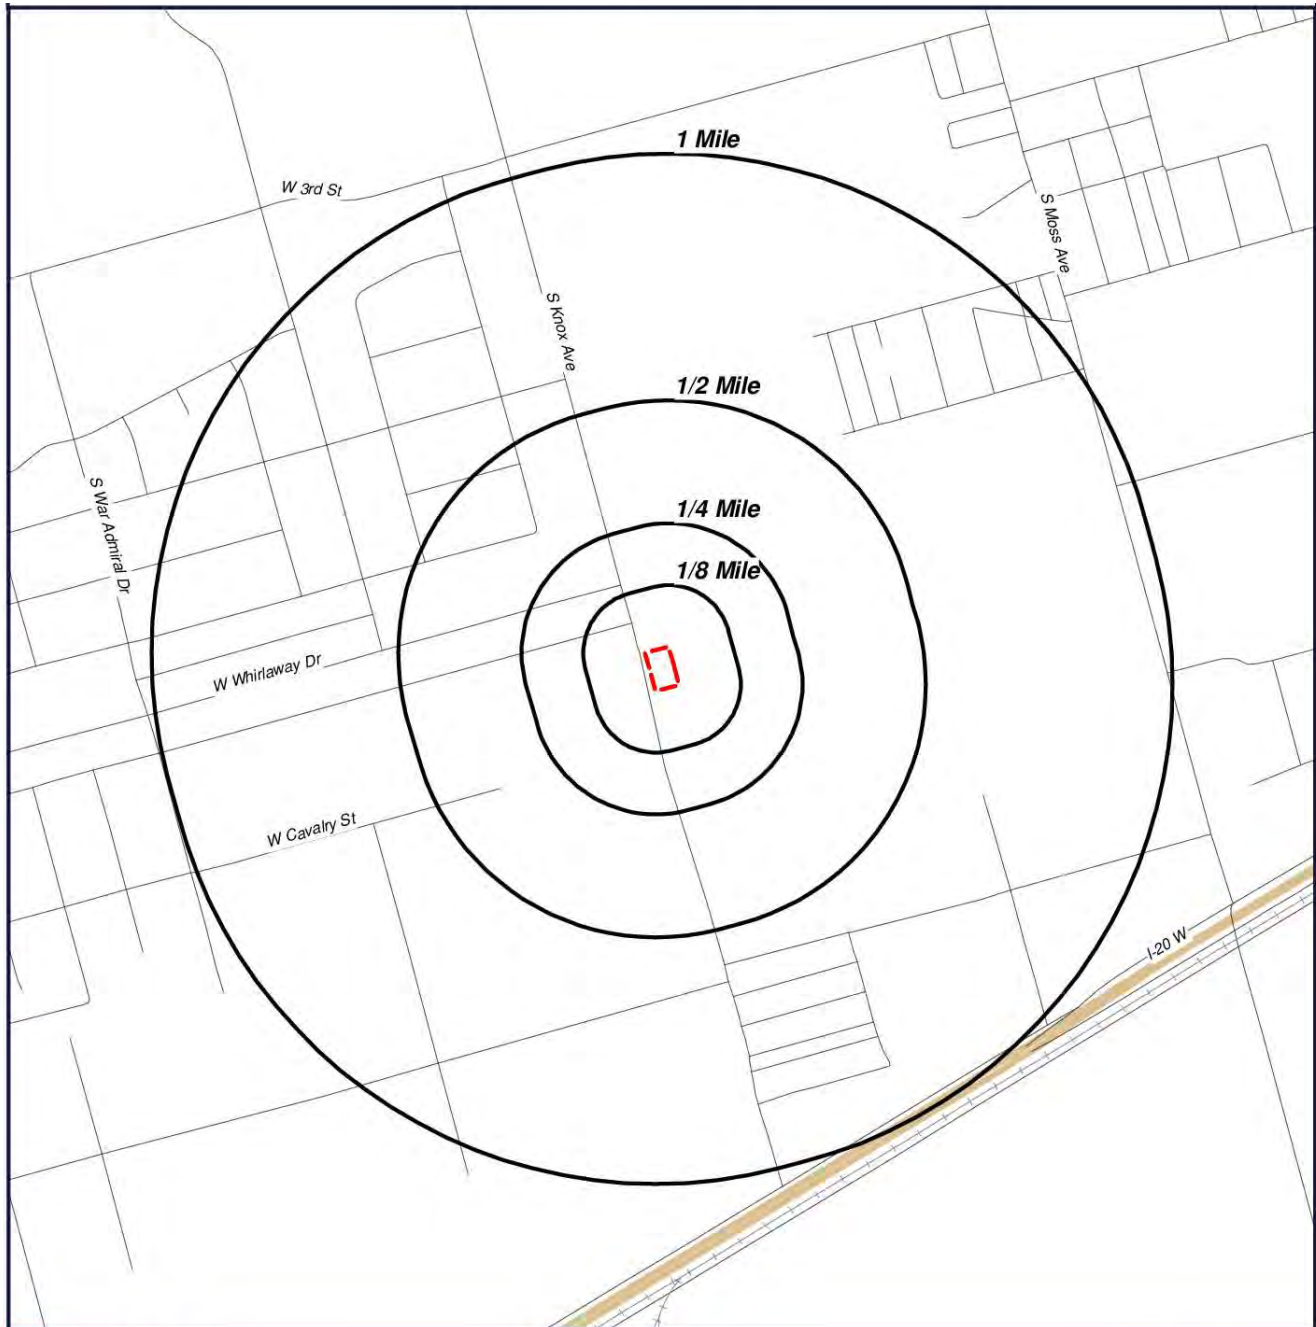 1 Mile
W 3rd St
S Moss Ave
S Knox Ave
1/2 Mile
S War Admiral Dr
1/4 Mile
1/8 Mile
W Whirlaway Dr
W Cavalry St
I-20 W